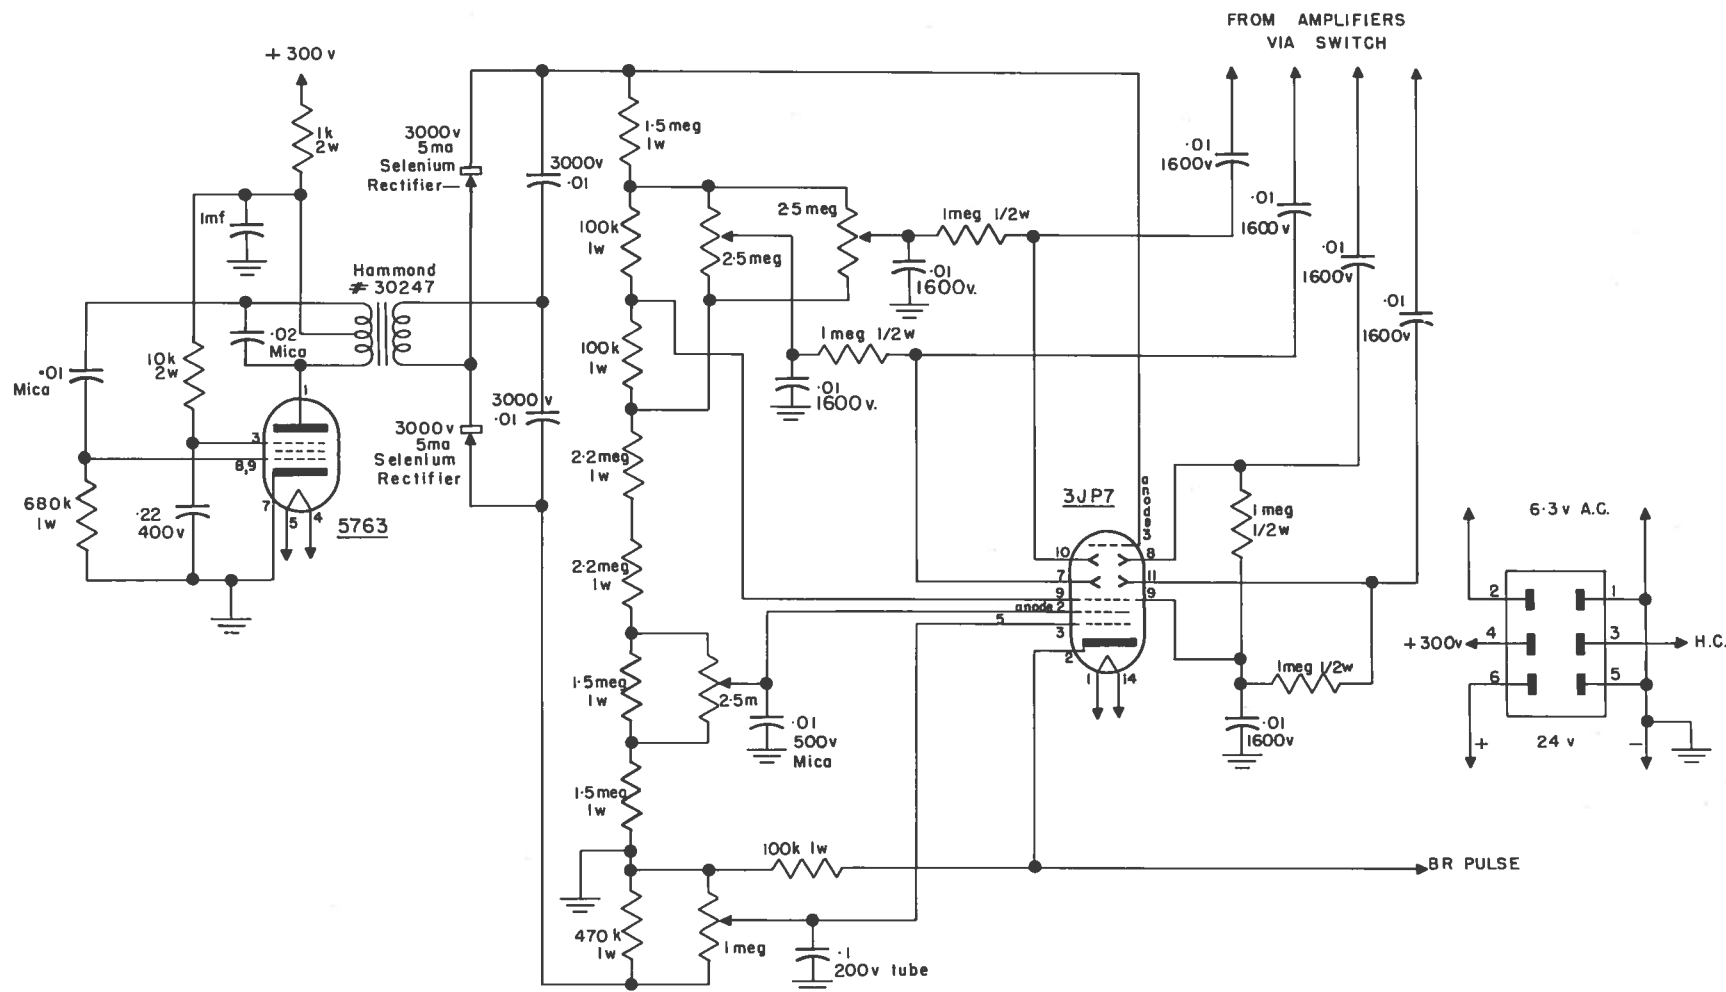 FROM AMPLIFIERS
VIA SWITCH
+300v
1k
2w
3000v
5ma
Selenium
Rectifier
3000v
.01
1.5meg
1w
.01
1600v
.01
1600v
.01
1600v
.01
1600v
1mf
100k
1w
2.5meg
2.5meg
1meg 1/2w
.01
1600v.
Hammond
# 30247
.02
Mica
10k
2w
.01
Mica
100k
1w
1meg 1/2w
.01
1600v.
1
3
8,9
7
5
4
5763
680k
1w
.22
400v
3000v
.01
3000v
5ma
Selenium
Rectifier
2.2meg
1w
2.2meg
1w
3JP7
anode 3
10
8
7
11
9
9
anode 2
5
3
2
1
14
1meg
1/2w
1meg 1/2w
.01
1600v
1.5meg
1w
2.5m
.01
500v
Mica
1.5meg
1w
100k 1w
BR PULSE
470k
1w
1meg
.1
200v tube
6.3v A.C.
2
1
+300v
4
3
H.C.
6
5
+
24v
-